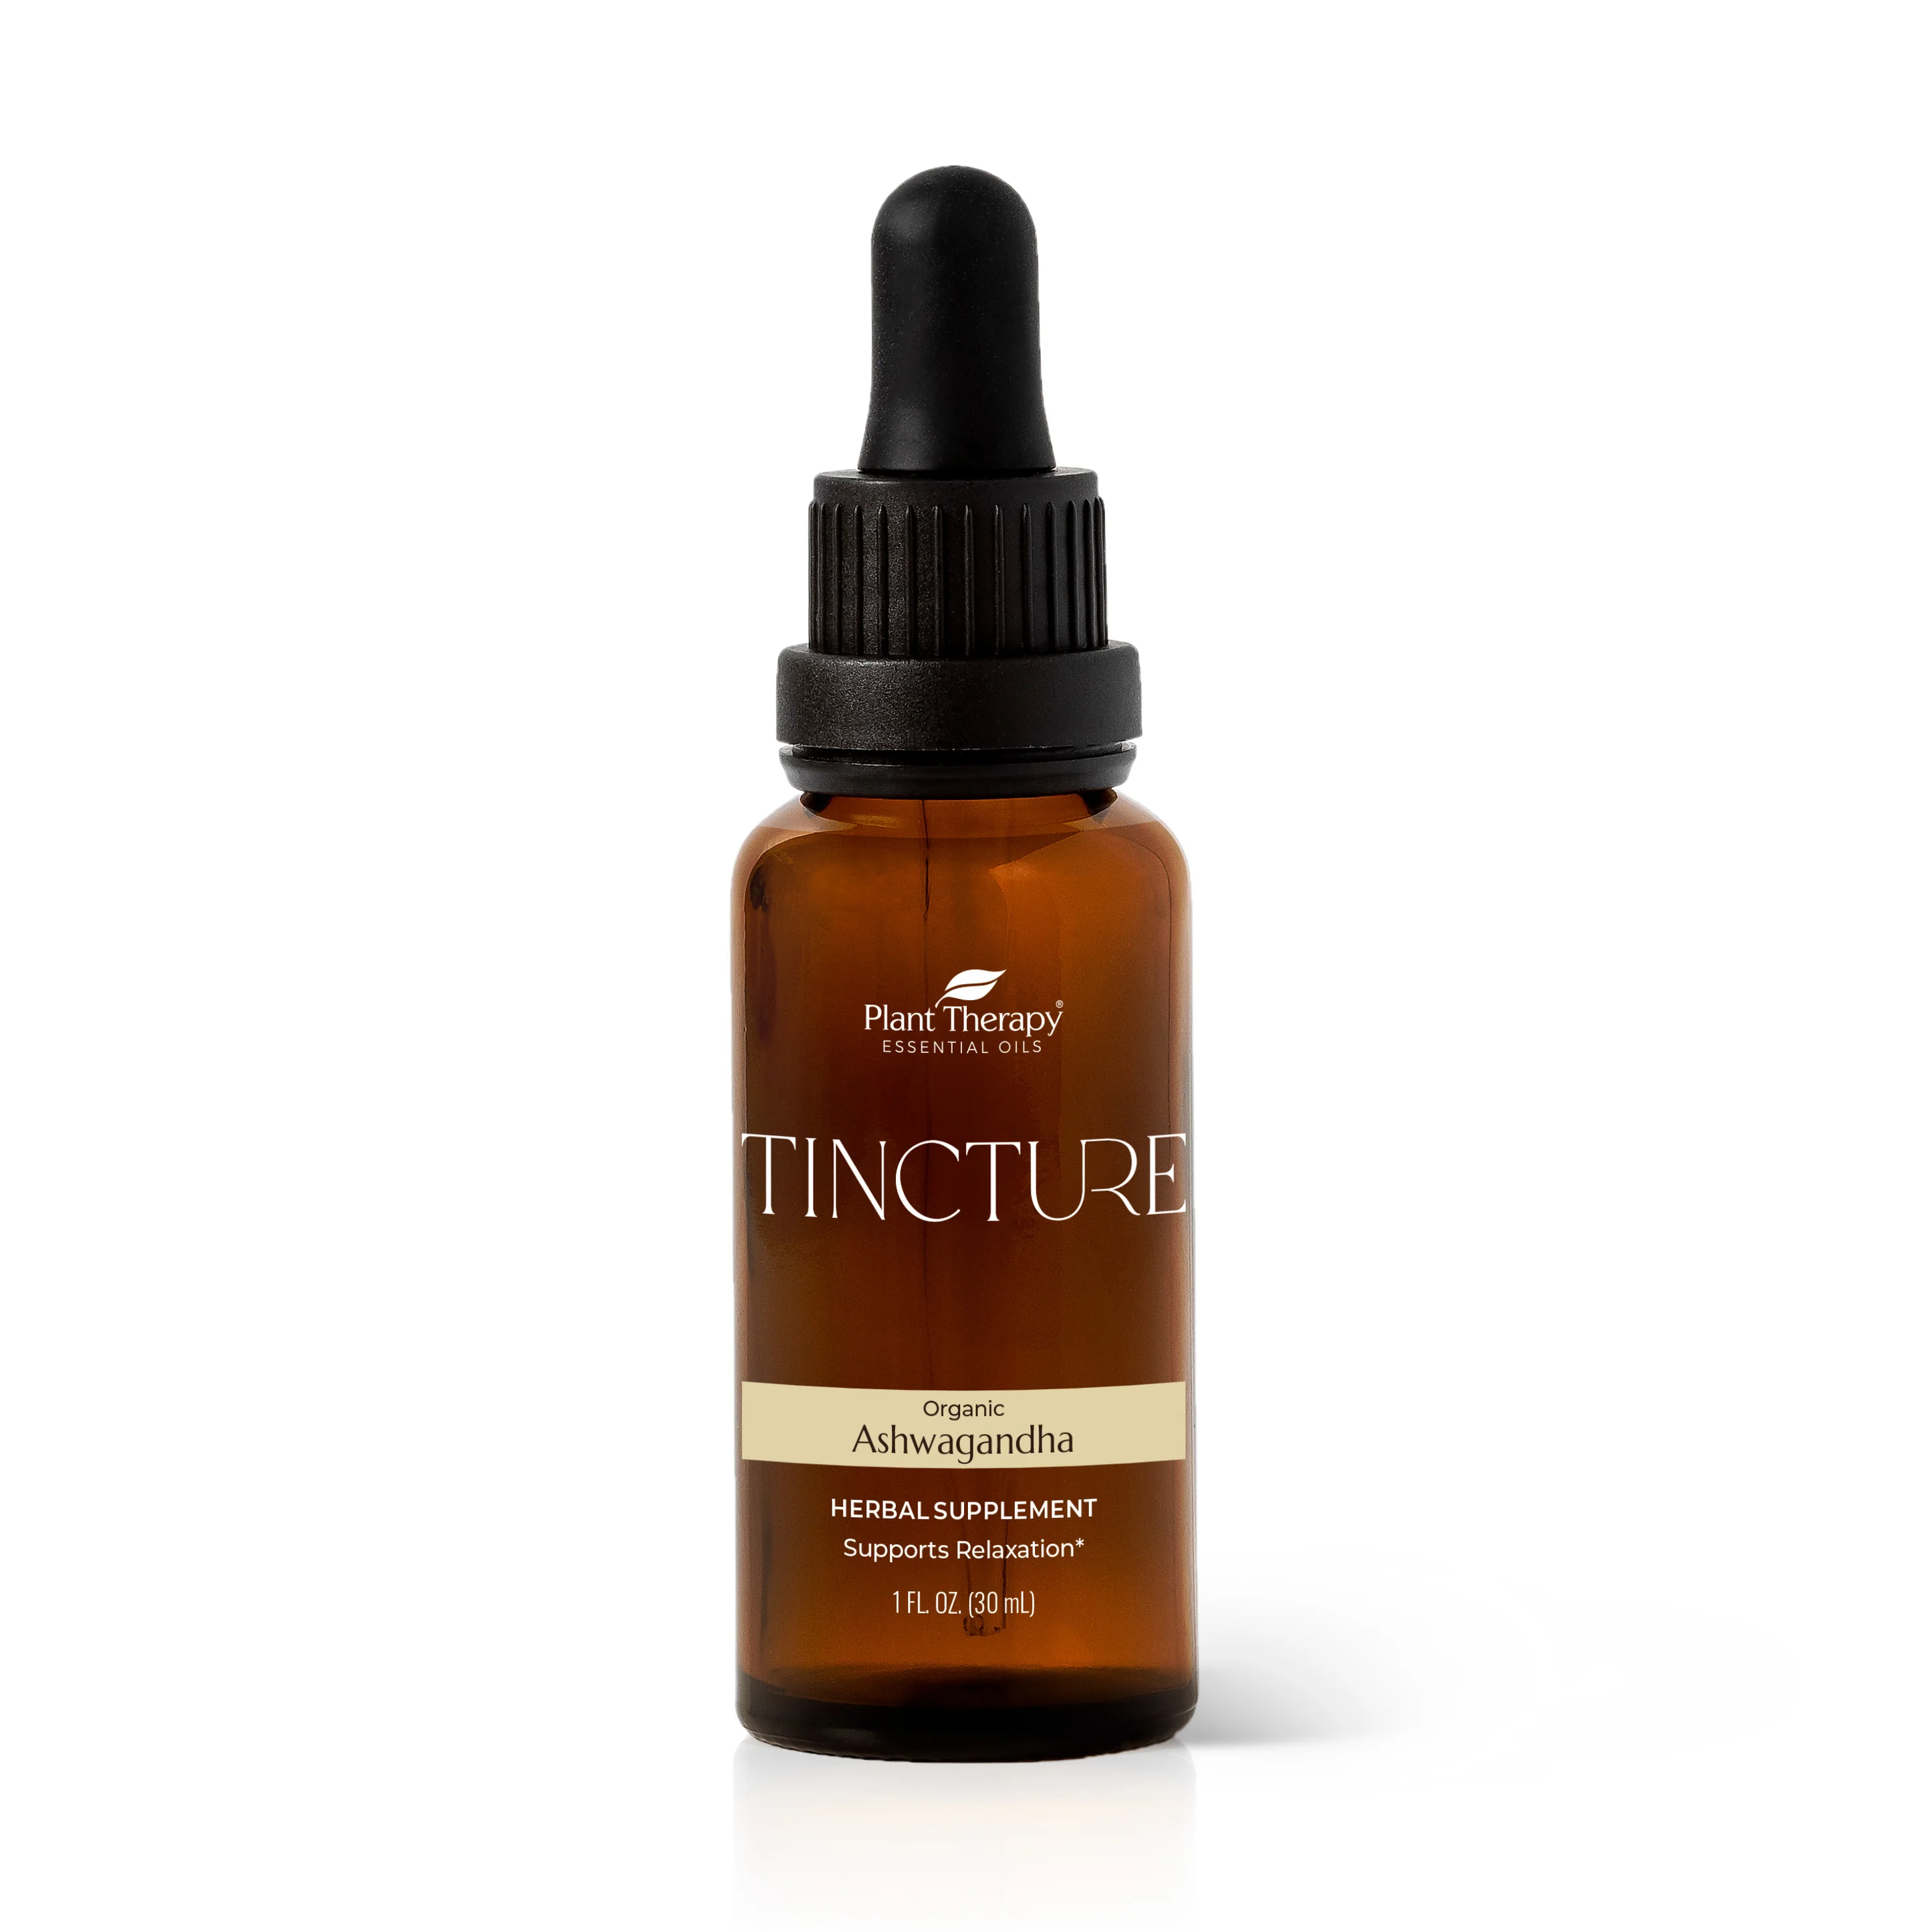 Plant Therapy®
ESSENTIAL OILS
TINCTURE
Organic
Ashwagandha
HERBAL SUPPLEMENT
Supports Relaxation*
1 FL. OZ. (30 mL)